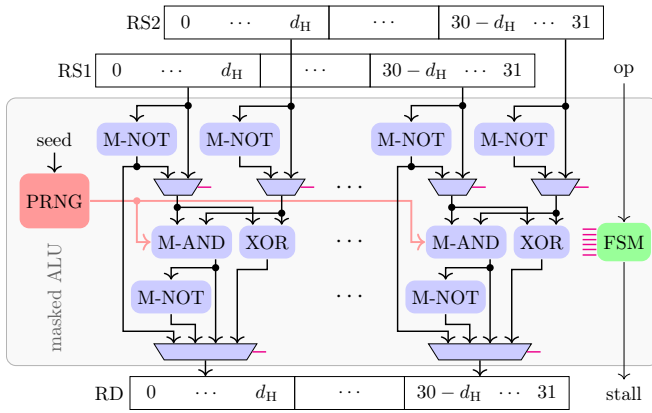 RS2 0 ⋯ d_H ⋯ 30 − d_H ⋯ 31
RS1 0 ⋯ d_H ⋯ 30 − d_H ⋯ 31
op
seed
M-NOT M-NOT M-NOT M-NOT
PRNG
⋯
M-AND XOR ⋯ M-AND XOR FSM
masked ALU
M-NOT ⋯ M-NOT
RD 0 ⋯ d_H ⋯ 30 − d_H ⋯ 31
stall